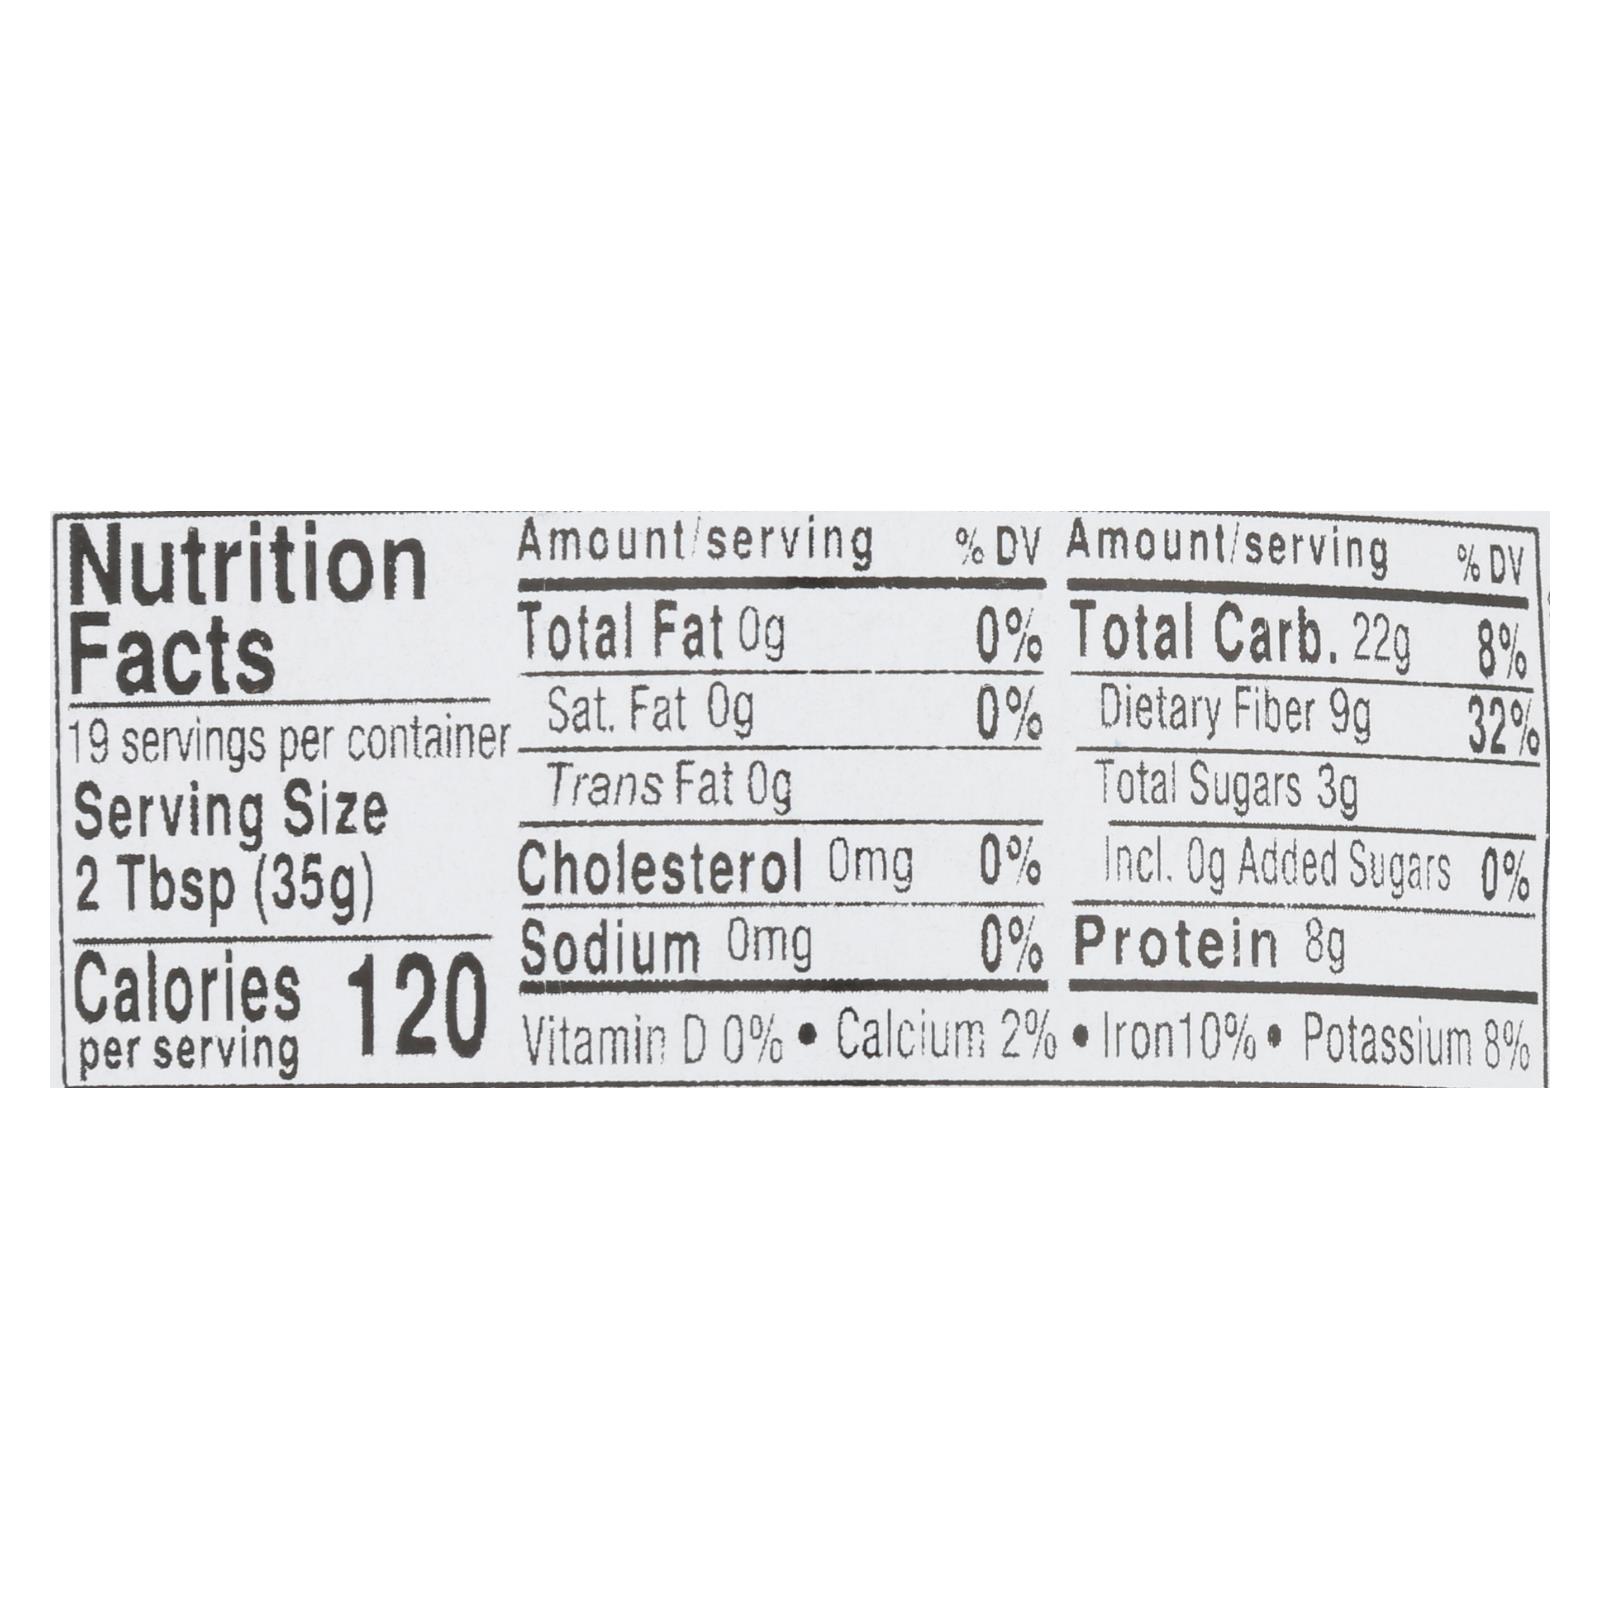 Nutrition
Facts
19 servings per container
Serving Size
2 Tbsp (35g)
Calories 120
per serving
Amount/serving % DV
Total Fat 0g 0%
Sat. Fat 0g 0%
Trans Fat 0g
Cholesterol 0mg 0%
Sodium 0mg 0%
Amount/serving % DV
Total Carb. 22g 8%
Dietary Fiber 9g 32%
Total Sugars 3g
Incl. 0g Added Sugars 0%
Protein 8g
Vitamin D 0% • Calcium 2% • Iron10% • Potassium 8%